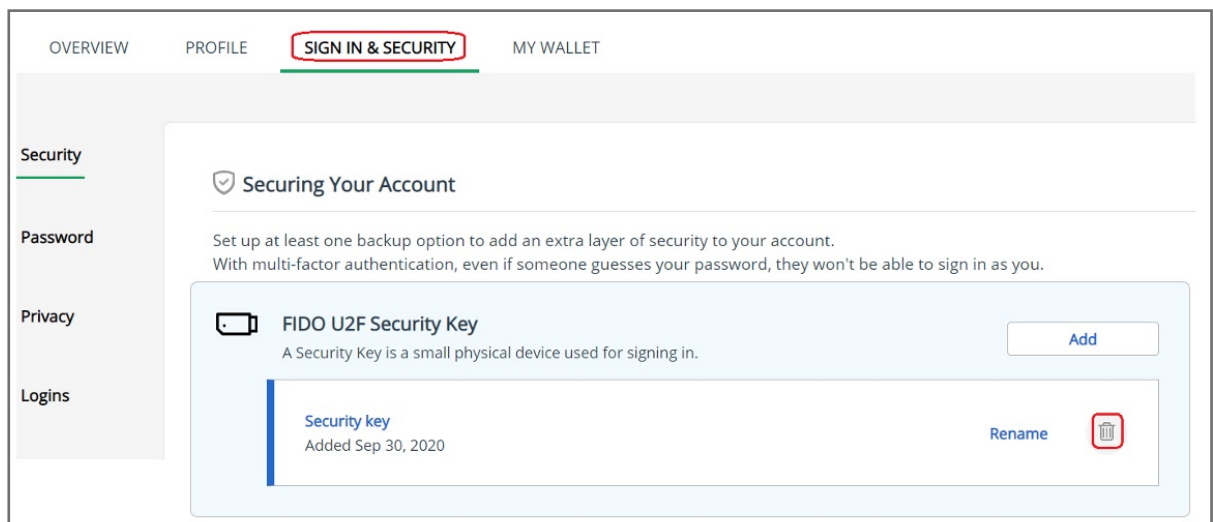 OVERVIEW PROFILE SIGN IN & SECURITY MY WALLET
Security
Password
Privacy
Logins
Securing Your Account
Set up at least one backup option to add an extra layer of security to your account.
With multi-factor authentication, even if someone guesses your password, they won't be able to sign in as you.
FIDO U2F Security Key
A Security Key is a small physical device used for signing in.
Add
Security key
Added Sep 30, 2020
Rename